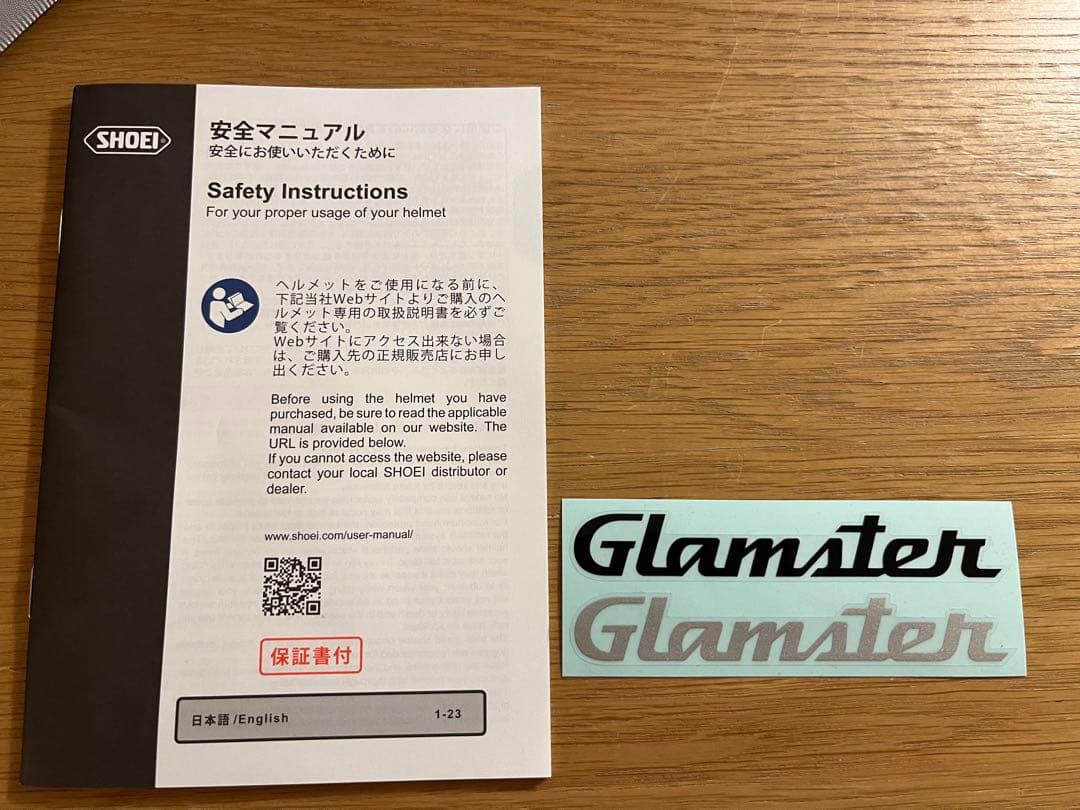 SHOEI
安全マニュアル
安全にお使いいただくために
Safety Instructions
For your proper usage of your helmet
ヘルメットをご使用になる前に、
下記当社Webサイトよりご購入のヘ
ルメット専用の取扱説明書を必ずご
覧ください。
Webサイトにアクセス出来ない場合
は、ご購入先の正規販売店にお申し
出ください。
Before using the helmet you have
purchased, be sure to read the applicable
manual available on our website. The
URL is provided below.
If you cannot access the website, please
contact your local SHOEI distributor or
dealer.
www.shoei.com/user-manual/
保証書付
日本語/English 1-23
Glamster
Glamster